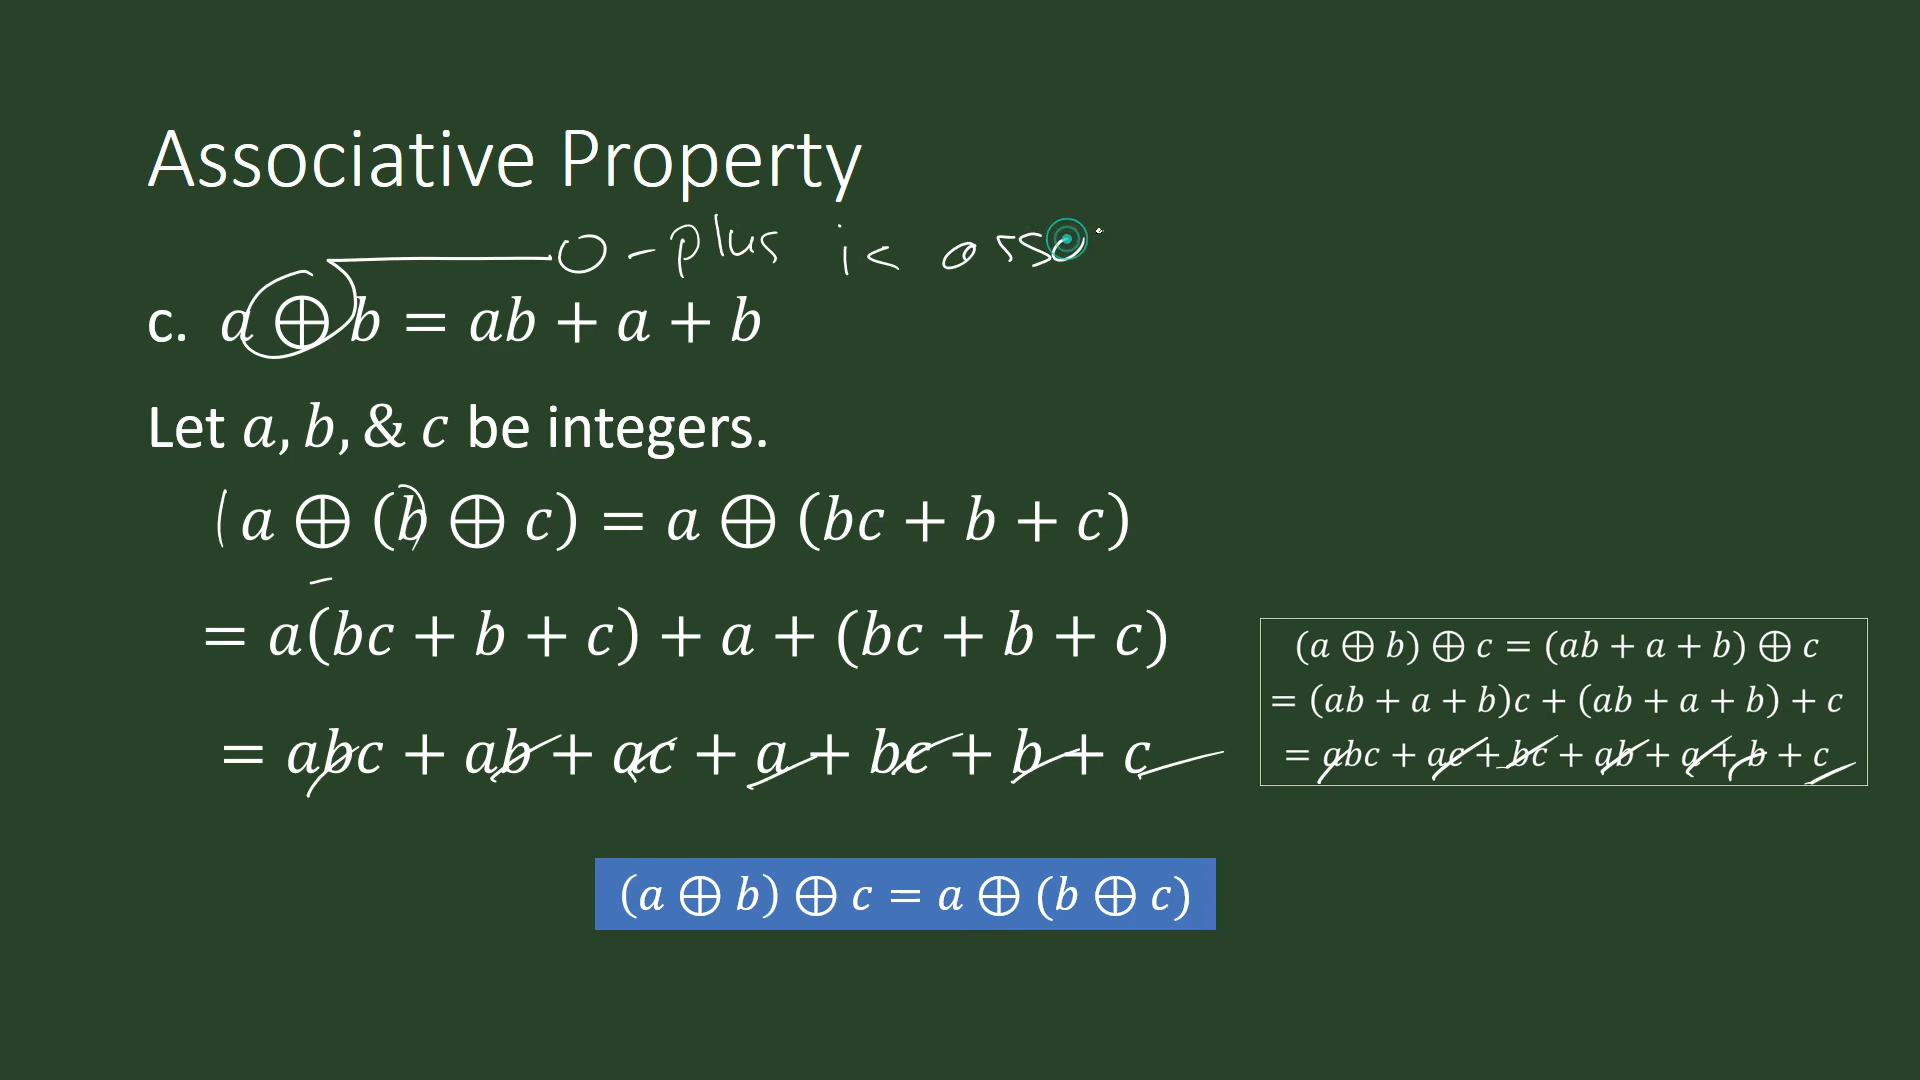 Associative Property
O-plus is asso
c. a ⊕ b = ab + a + b
Let a, b, & c be integers.
( a ⊕ (b) ⊕ c) = a ⊕ (bc + b + c)
= a(bc + b + c) + a + (bc + b + c)
= abc + ab + ac + a + bc + b + c
(a ⊕ b) ⊕ c = (ab + a + b) ⊕ c
= (ab + a + b)c + (ab + a + b) + c
= abc + ac + bc + ab + a + b + c
(a ⊕ b) ⊕ c = a ⊕ (b ⊕ c)